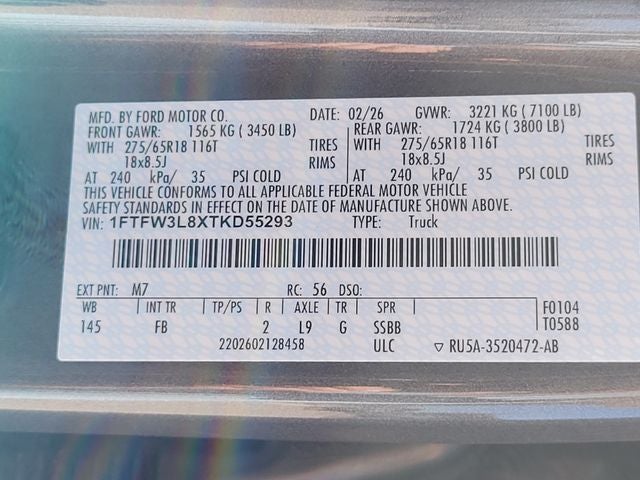 MFD. BY FORD MOTOR CO. DATE: 02/26 GVWR: 3221 KG ( 7100 LB)
FRONT GAWR: 1565 KG ( 3450 LB) REAR GAWR: 1724 KG ( 3800 LB)
WITH 275/65R18 116T TIRES WITH 275/65R18 116T TIRES
18x8.5J RIMS 18x8.5J RIMS
AT 240 kPa/ 35 PSI COLD AT 240 kPa/ 35 PSI COLD
THIS VEHICLE CONFORMS TO ALL APPLICABLE FEDERAL MOTOR VEHICLE
SAFETY STANDARDS IN EFFECT ON THE DATE OF MANUFACTURE SHOWN ABOVE.
VIN: 1FTFW3L8XTKD55293 TYPE: Truck
EXT PNT: M7 RC: 56 DSO:
WB INT TR TP/PS R AXLE TR SPR F0104
145 FB 2 L9 G SSBB T0588
2202602128458 ULC ▽ RU5A-3520472-AB